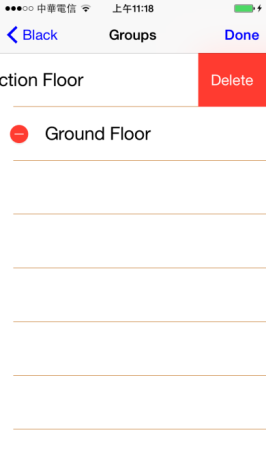 中華電信 上午11:18
Black Groups Done
ction Floor Delete
Ground Floor